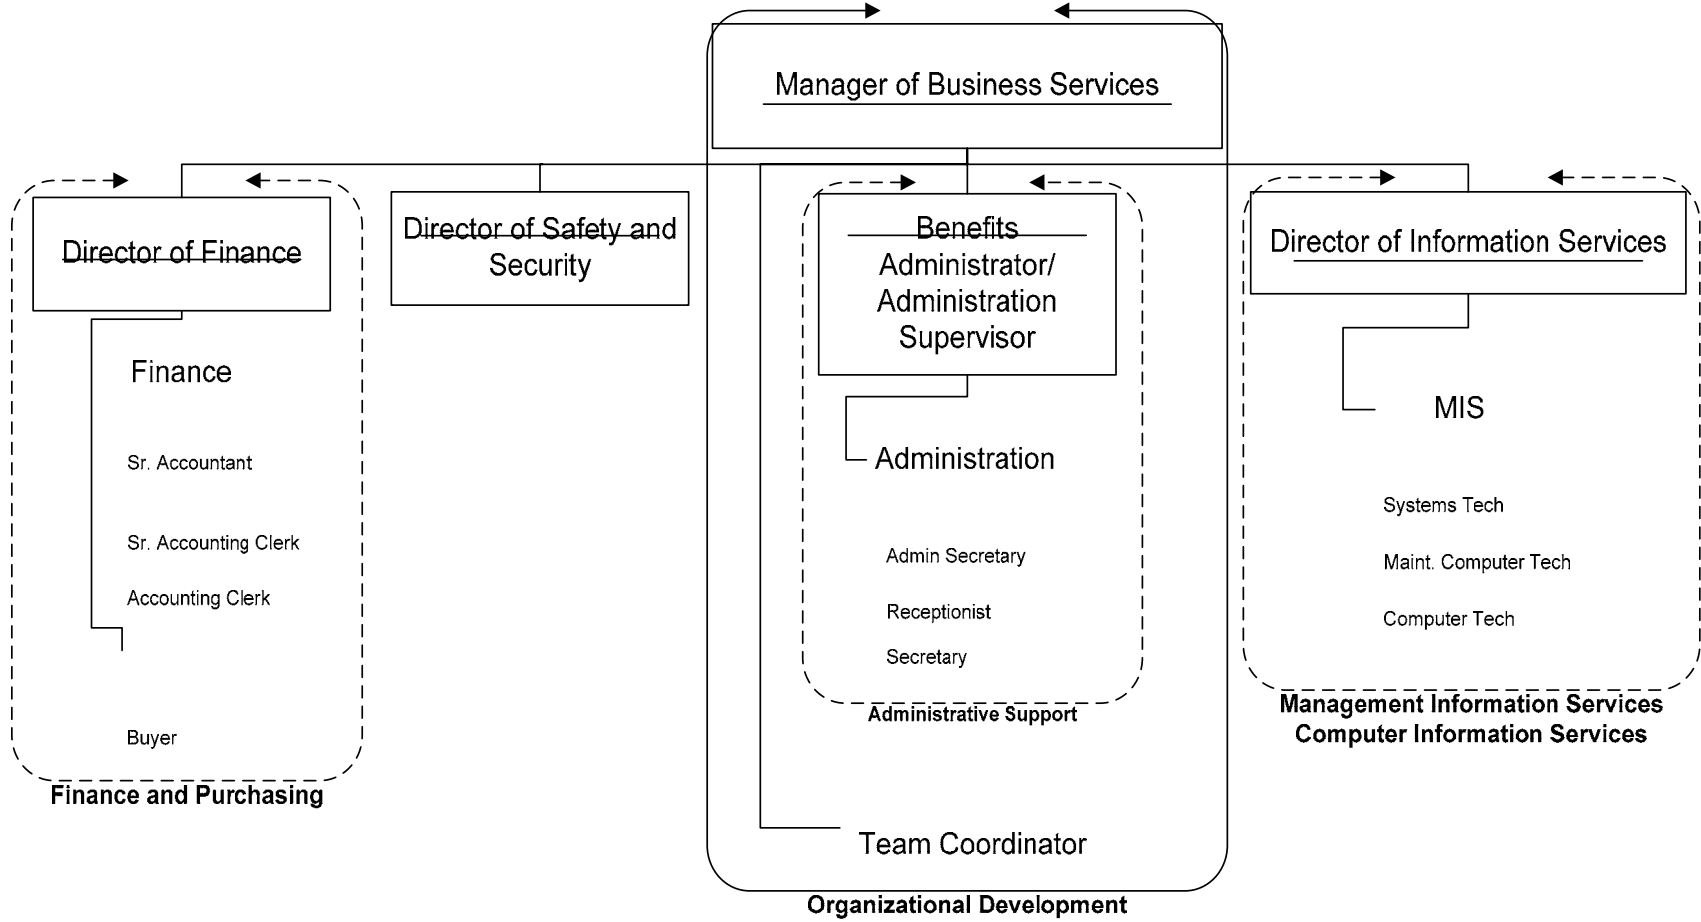 Manager of Business Services
Director of Finance
Finance
Sr. Accountant
Sr. Accounting Clerk
Accounting Clerk
Buyer
Finance and Purchasing
Director of Safety and
Security
Benefits
Administrator/
Administration
Supervisor
Administration
Admin Secretary
Receptionist
Secretary
Administrative Support
Team Coordinator
Organizational Development
Director of Information Services
MIS
Systems Tech
Maint. Computer Tech
Computer Tech
Management Information Services
Computer Information Services